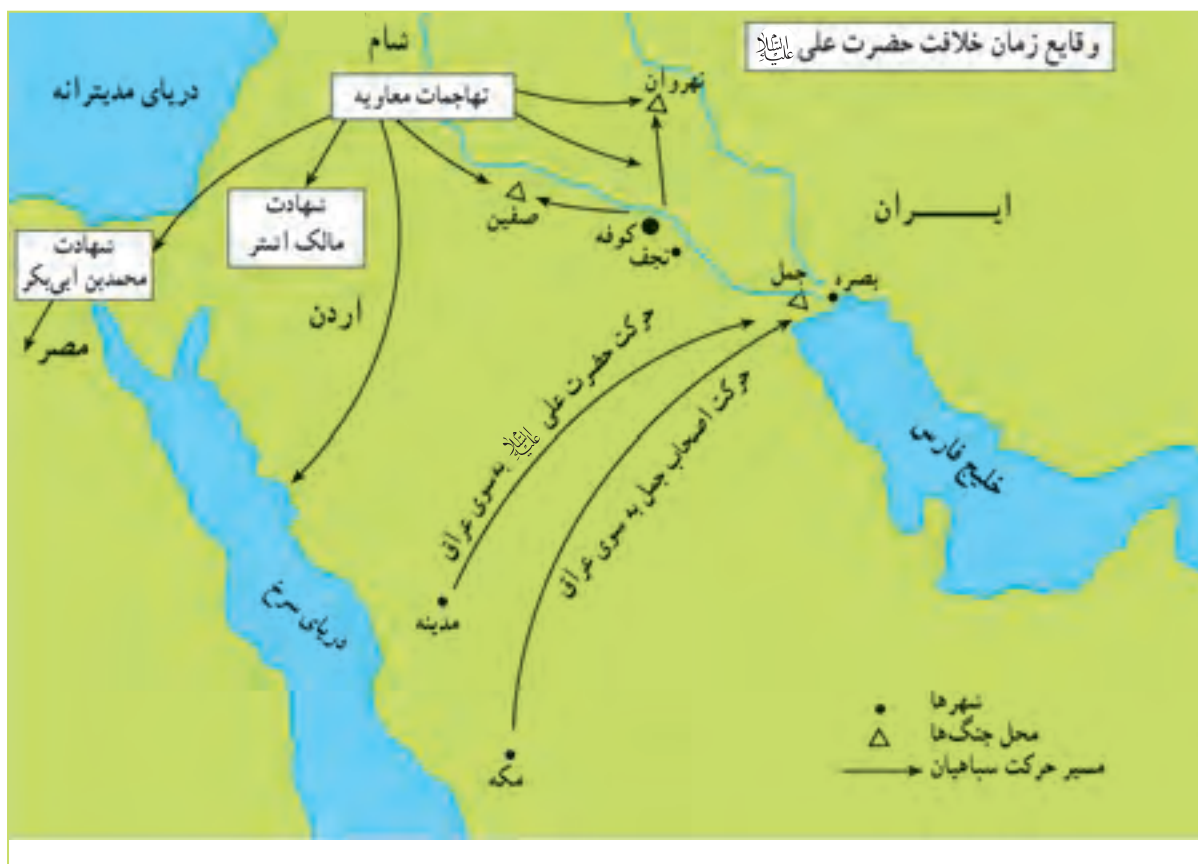 وقایع زمان خلافت حضرت علی علیه‌السلام
شام
دریای مدیترانه
تهاجمات معاویه
نهروان
ایـــران
شهادت
مالک اشتر
صفین
کوفه
نجف
شهادت
محمدبن ابی‌بکر
جمل
بصره
اردن
مصر
حرکت حضرت علی علیه‌السلام به‌سوی عراق
حرکت اصحاب جمل به سوی عراق
خلیج فارس
دریای سرخ
مدینه
مکه
شهرها
محل جنگ‌ها
مسیر حرکت سپاهیان